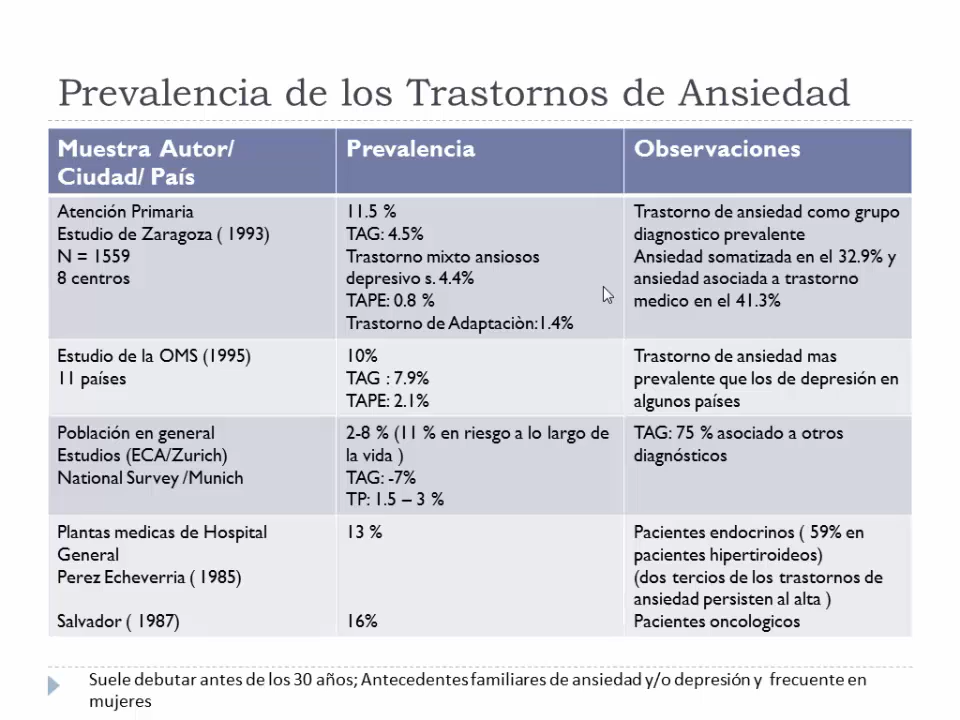 Prevalencia de los Trastornos de Ansiedad
Muestra Autor/
Ciudad/ País
Prevalencia
Observaciones
Atención Primaria
Estudio de Zaragoza ( 1993)
N = 1559
8 centros
11.5 %
TAG: 4.5%
Trastorno mixto ansiosos
depresivo s. 4.4%
TAPE: 0.8 %
Trastorno de Adaptaciòn:1.4%
Trastorno de ansiedad como grupo
diagnostico prevalente
Ansiedad somatizada en el 32.9% y
ansiedad asociada a trastorno
medico en el 41.3%
Estudio de la OMS (1995)
11 países
10%
TAG : 7.9%
TAPE: 2.1%
Trastorno de ansiedad mas
prevalente que los de depresión en
algunos países
Población en general
Estudios (ECA/Zurich)
National Survey /Munich
2-8 % (11 % en riesgo a lo largo de
la vida )
TAG: -7%
TP: 1.5 – 3 %
TAG: 75 % asociado a otros
diagnósticos
Plantas medicas de Hospital
General
Perez Echeverria ( 1985)
Salvador ( 1987)
13 %
16%
Pacientes endocrinos ( 59% en
pacientes hipertiroideos)
(dos tercios de los trastornos de
ansiedad persisten al alta )
Pacientes oncologicos
Suele debutar antes de los 30 años; Antecedentes familiares de ansiedad y/o depresión y frecuente en
mujeres